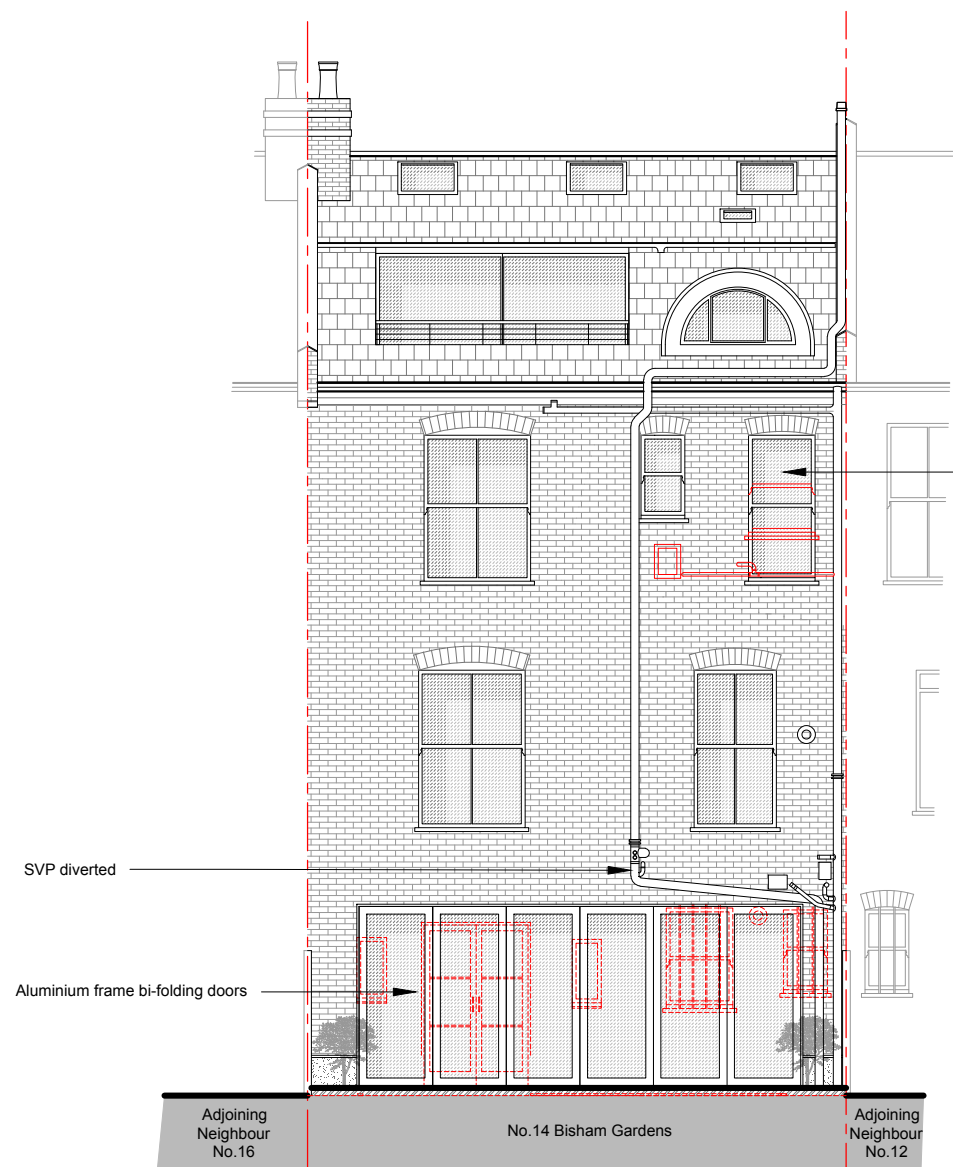 SVP diverted
Aluminium frame bi-folding doors
Adjoining
Neighbour
No.16
No.14 Bisham Gardens
Adjoining
Neighbour
No.12